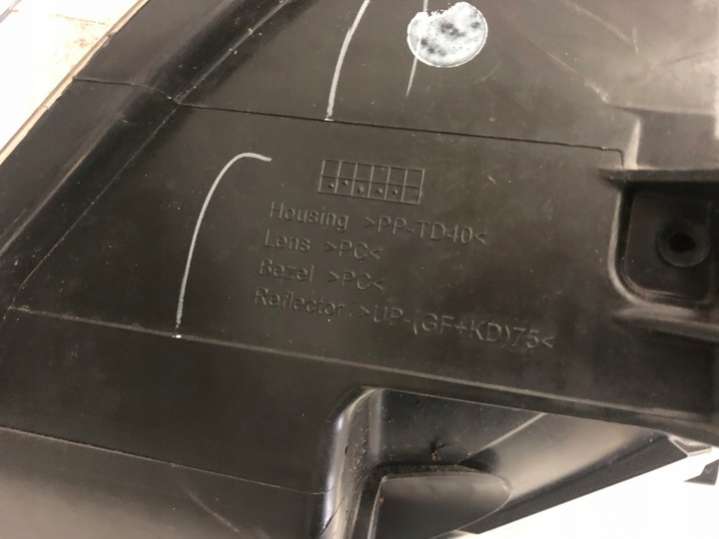 Housing >PP-TD40<
Lens >PC<
Bezel >PC<
Reflector >UP-(GF+KD)75<